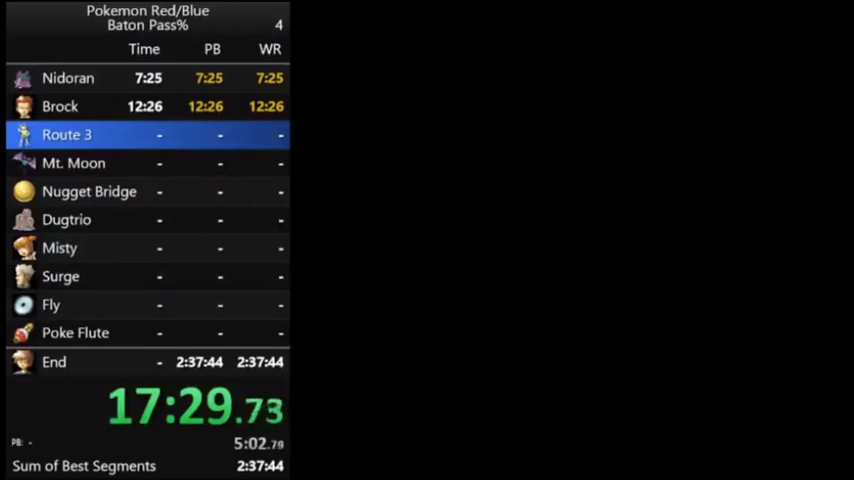 Pokemon Red/Blue
Baton Pass% 4
Time PB WR
Nidoran 7:25 7:25 7:25
Brock 12:26 12:26 12:26
Route 3 - - -
Mt. Moon - - -
Nugget Bridge - - -
Dugtrio - - -
Misty - - -
Surge - - -
Fly - - -
Poke Flute - - -
End - 2:37:44 2:37:44
17:29.73
PB: - 5:02.79
Sum of Best Segments 2:37:44